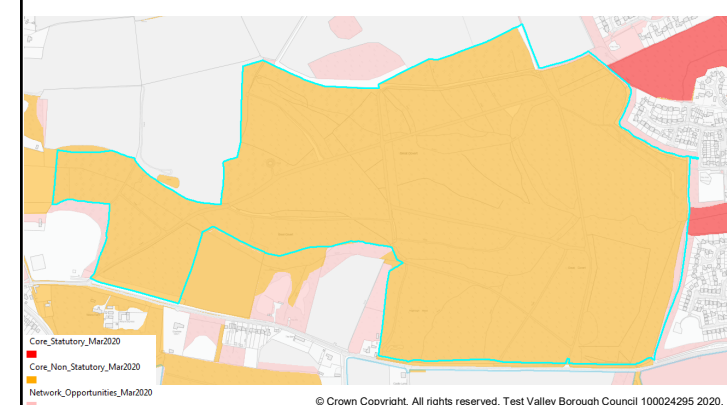 Core_Statutory_Mar2020
Core_Non_Statutory_Mar2020
Network_Opportunities_Mar2020
© Crown Copyright. All rights reserved. Test Valley Borough Council 100024295 2020.